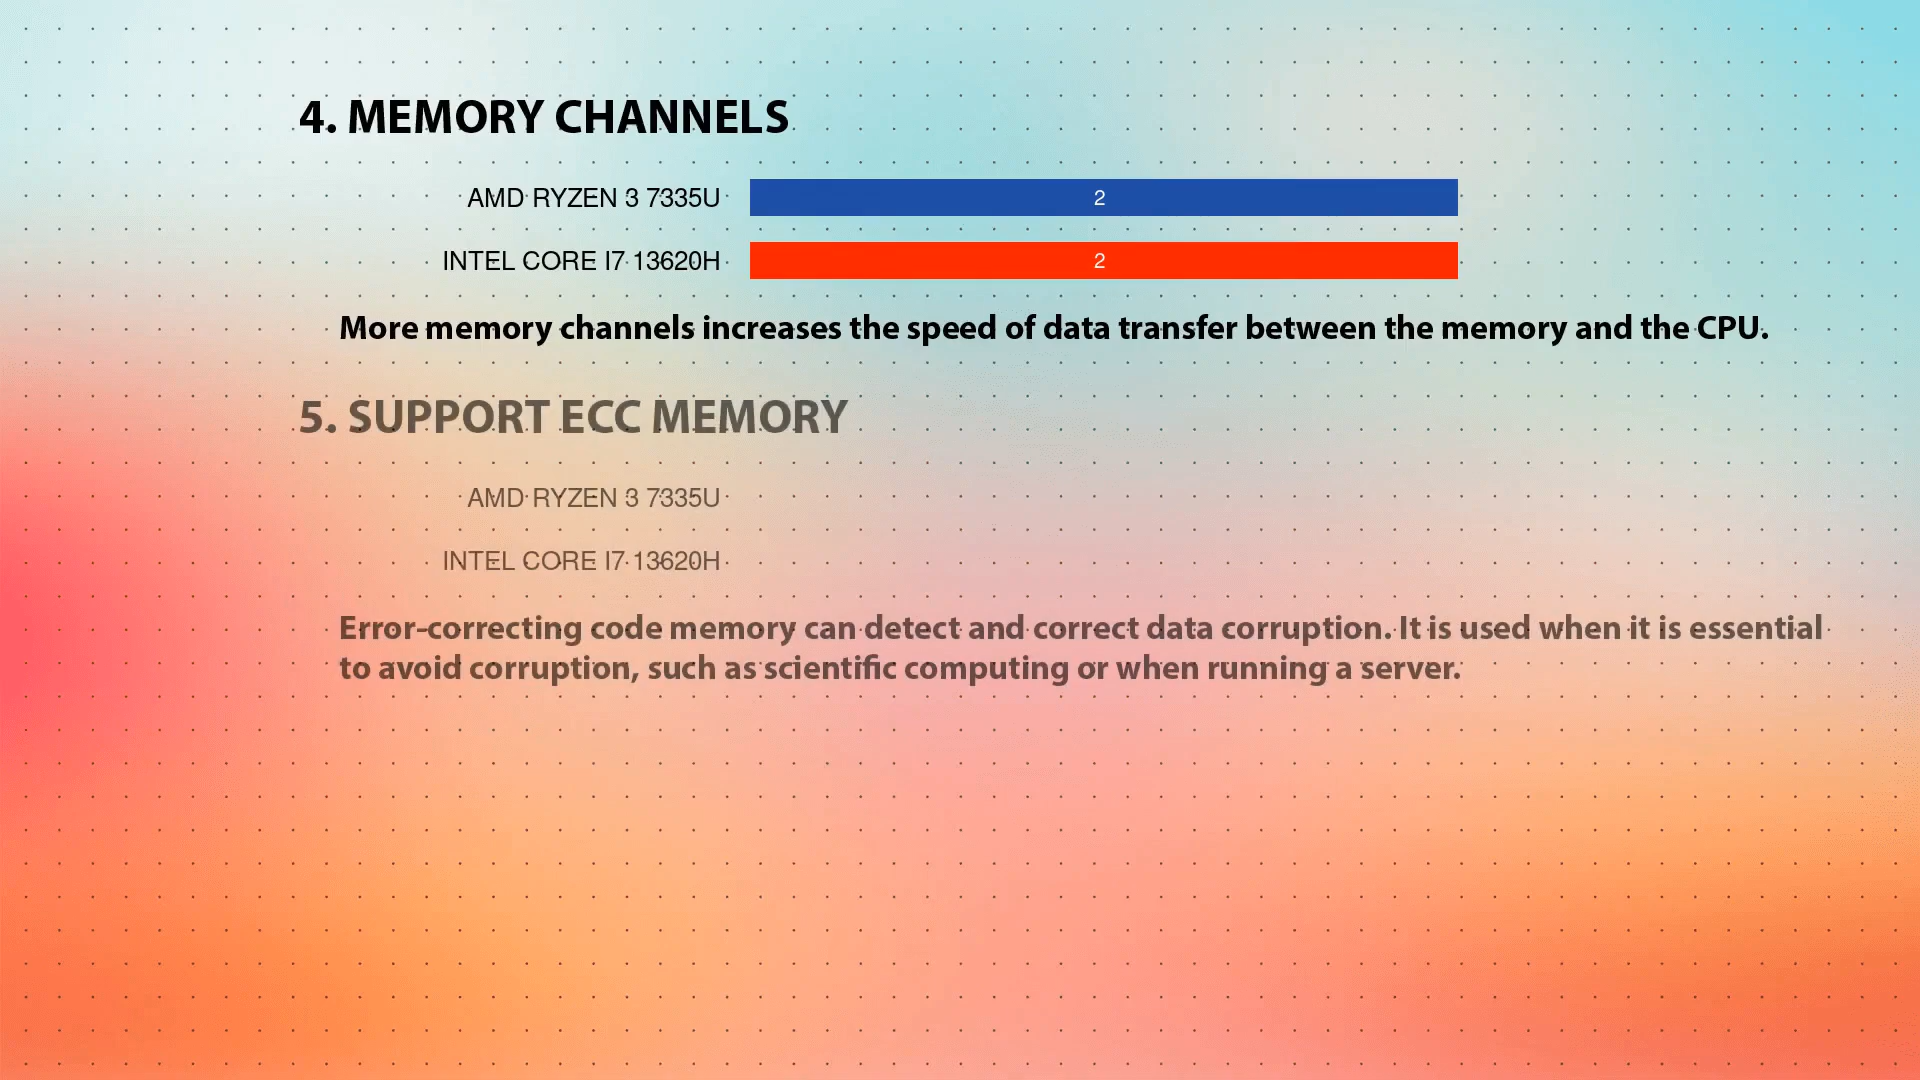 4. MEMORY CHANNELS
AMD RYZEN 3 7335U
2
INTEL CORE I7 13620H
2
More memory channels increases the speed of data transfer between the memory and the CPU.
5. SUPPORT ECC MEMORY
AMD RYZEN 3 7335U
INTEL CORE I7 13620H
Error-correcting code memory can detect and correct data corruption. It is used when it is essential
to avoid corruption, such as scientific computing or when running a server.